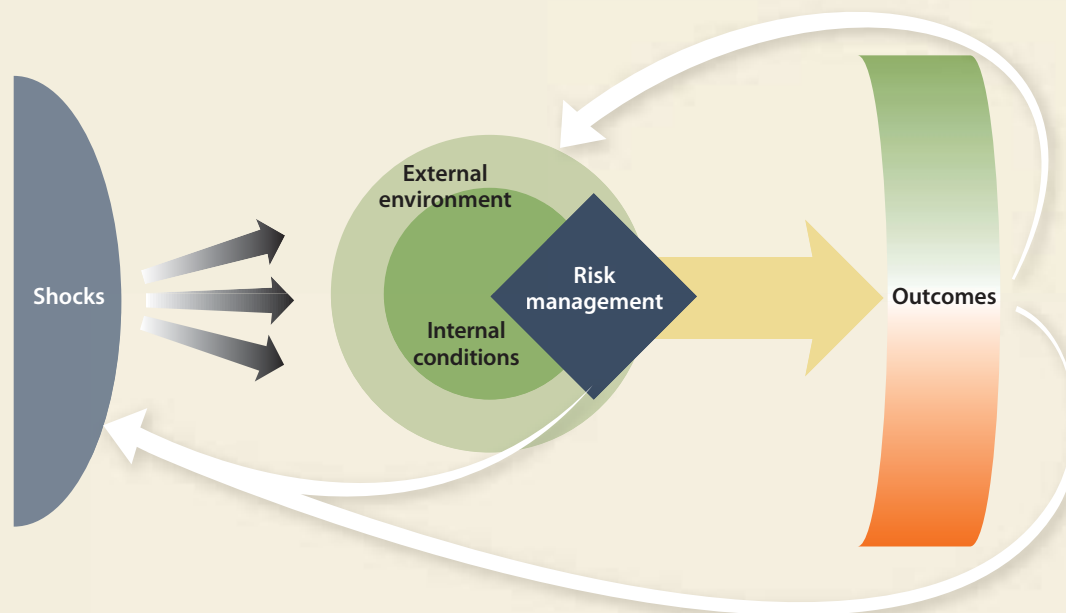 External
environment
Shocks
Risk
management
Outcomes
Internal
conditions